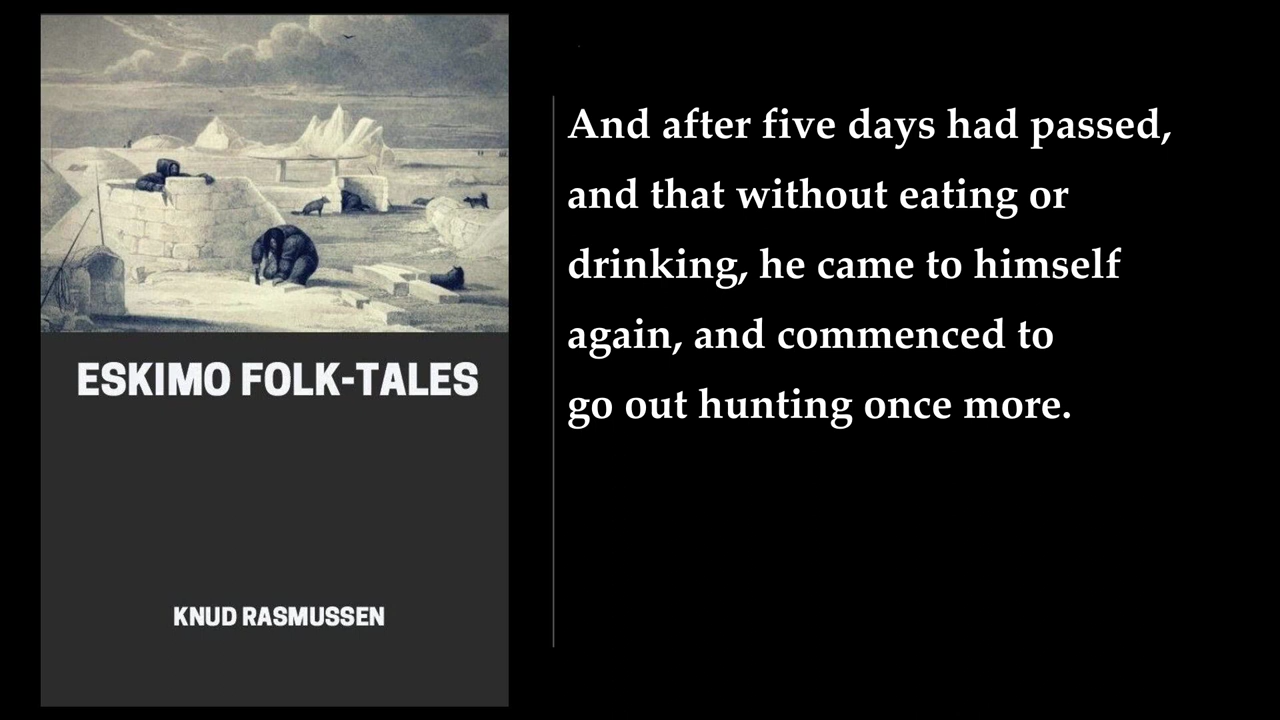 ESKIMO FOLK-TALES
KNUD RASMUSSEN
And after five days had passed,
and that without eating or
drinking, he came to himself
again, and commenced to
go out hunting once more.